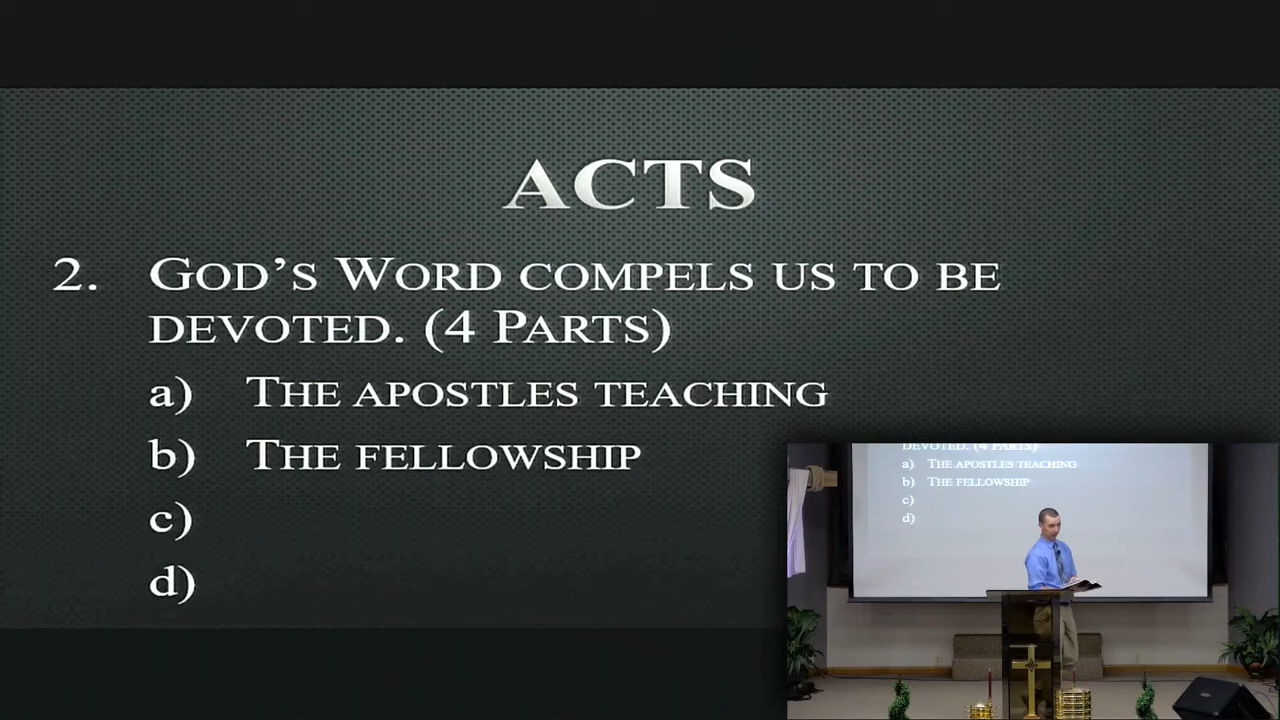 ACTS
2. GOD'S WORD COMPELS US TO BE
DEVOTED. (4 PARTS)
a) THE APOSTLES TEACHING
b) THE FELLOWSHIP
c)
d)
DEVOTED. (4 PARTS)
a) THE APOSTLES TEACHING
b) THE FELLOWSHIP
c)
d)